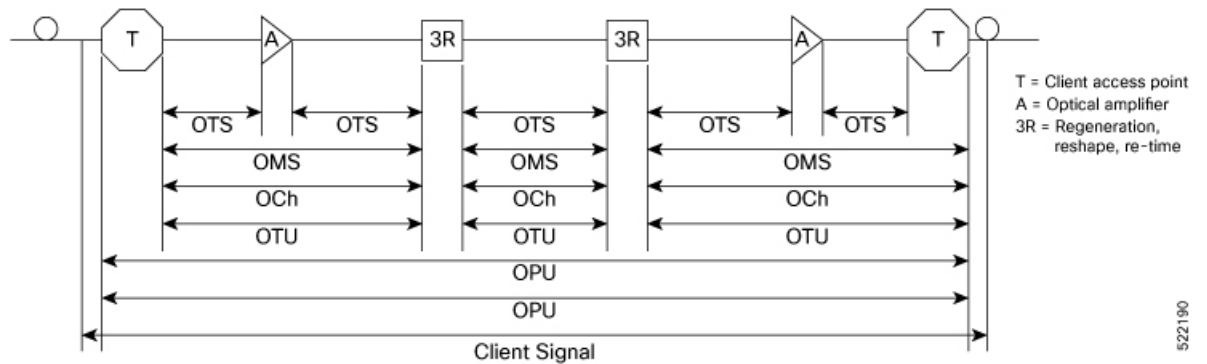 T A 3R 3R A T
T = Client access point
A = Optical amplifier
3R = Regeneration,
reshape, re-time
OTS OTS OTS OTS OTS
OMS OMS OMS
OCh OCh OCh
OTU OTU OTU
OPU
OPU
Client Signal
522190